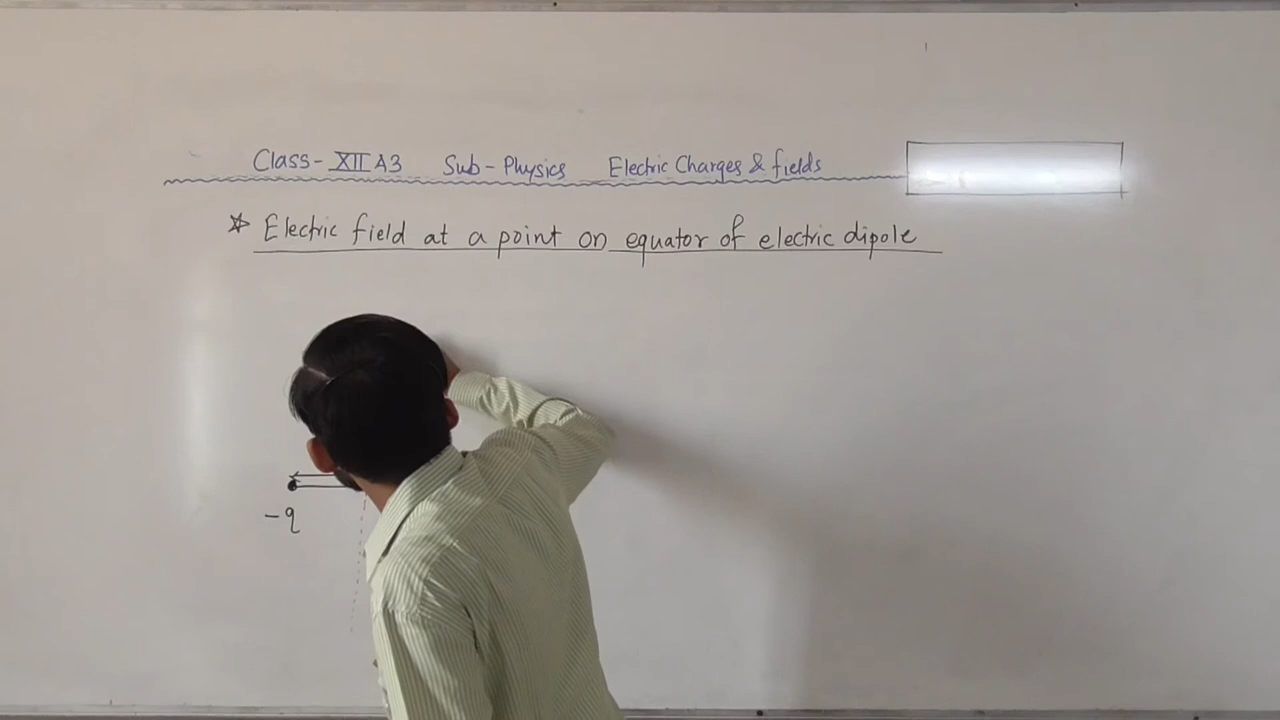 Class- XII A3 Sub - Physics Electric Charges & fields
☆ Electric field at a point on equator of electric dipole
-q